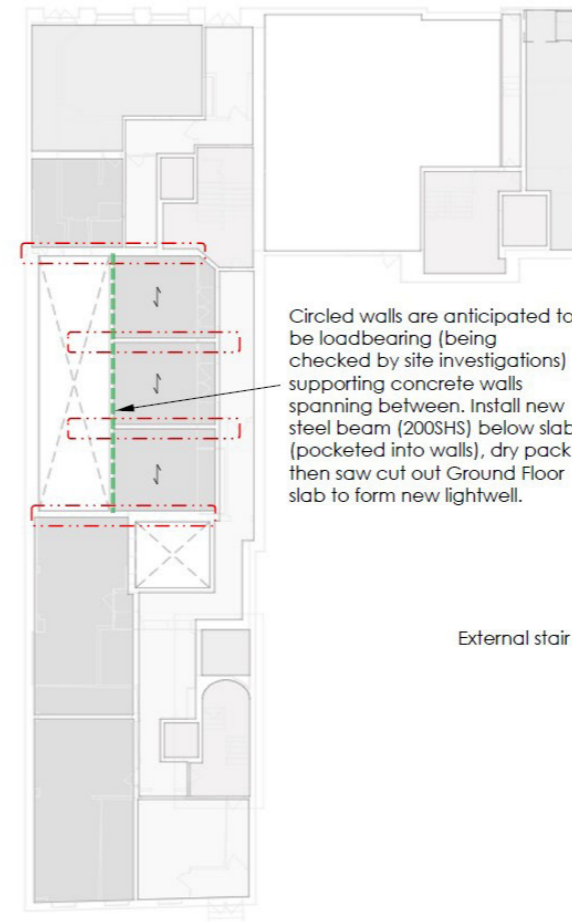 Circled walls are anticipated to
be loadbearing (being
checked by site investigations)
supporting concrete walls
spanning between. Install new
steel beam (200SHS) below slab
(pocketed into walls), dry pack
then saw cut out Ground Floor
slab to form new lightwell.
External stair